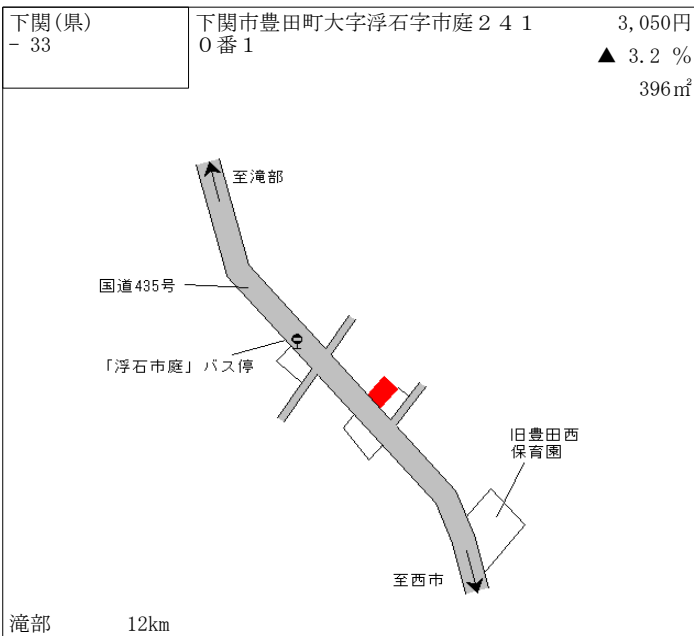 下関(県)
- 33
下関市豊田町大字浮石字市庭２４１
０番１
3,050円
▲ 3.2 %
396㎡
至滝部
国道435号
「浮石市庭」バス停
旧豊田西
保育園
至西市
滝部 12km